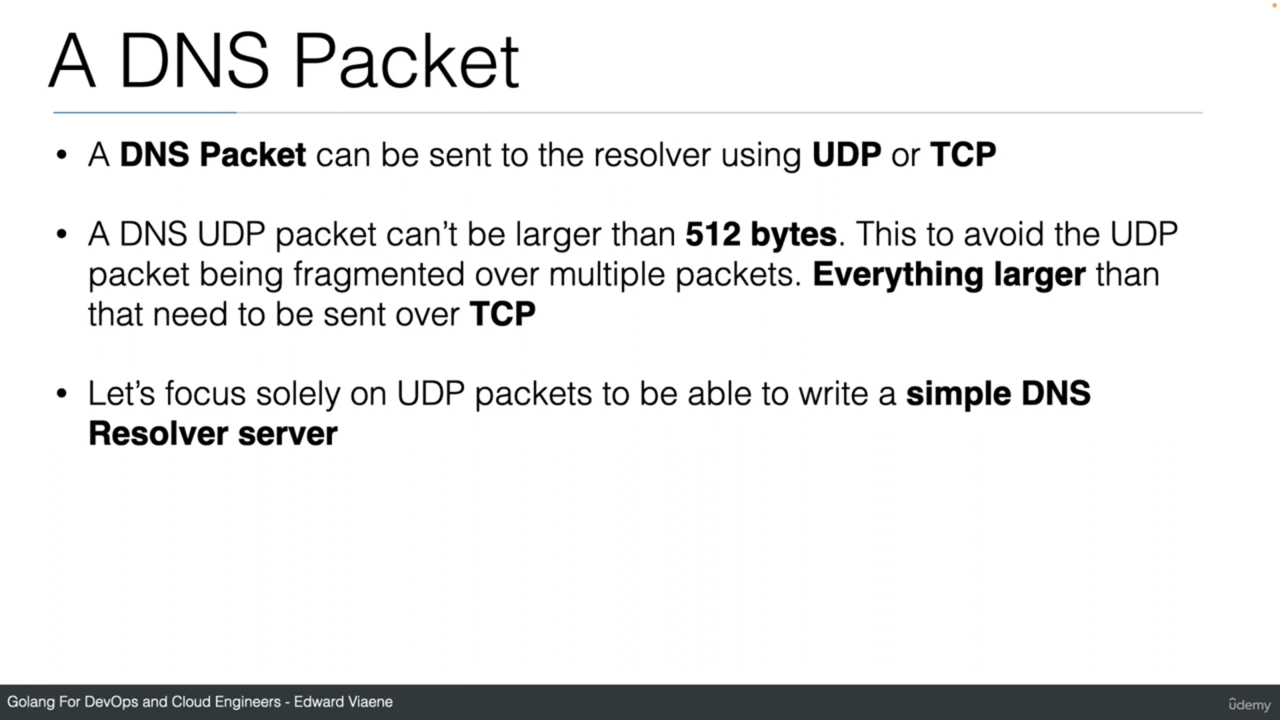 A DNS Packet
• A DNS Packet can be sent to the resolver using UDP or TCP
• A DNS UDP packet can’t be larger than 512 bytes. This to avoid the UDP
packet being fragmented over multiple packets. Everything larger than
that need to be sent over TCP
• Let’s focus solely on UDP packets to be able to write a simple DNS
Resolver server
Golang For DevOps and Cloud Engineers - Edward Viaene
ûdemy